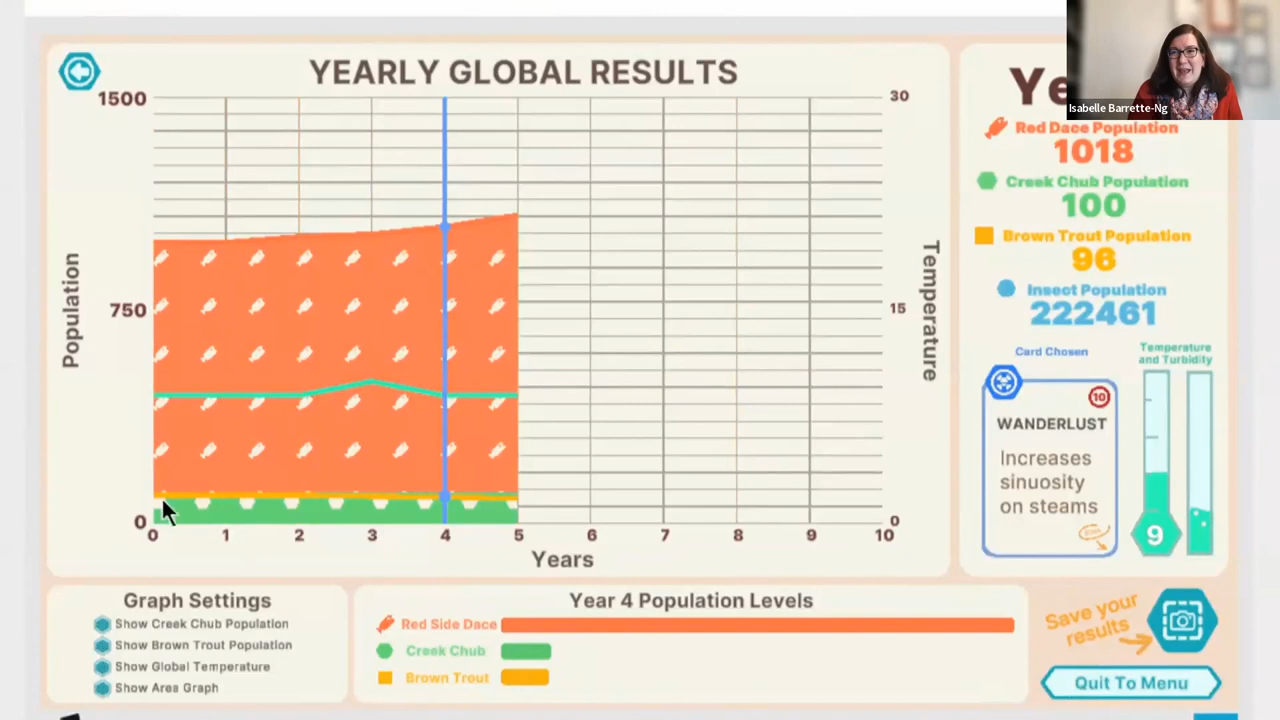 YEARLY GLOBAL RESULTS
1500
750
0
Population
0 1 2 3 4 5 6 7 8 9 10
Years
30
15
0
Temperature
Ye
Isabelle Barrette-Ng
Red Dace Population
1018
Creek Chub Population
100
Brown Trout Population
96
Insect Population
222461
Card Chosen
10
WANDERLUST
Increases
sinuosity
on steams
Temperature
and Turbidity
9
Graph Settings
Show Creek Chub Population
Show Brown Trout Population
Show Global Temperature
Show Area Graph
Year 4 Population Levels
Red Side Dace
Creek Chub
Brown Trout
Save your
results
Quit To Menu